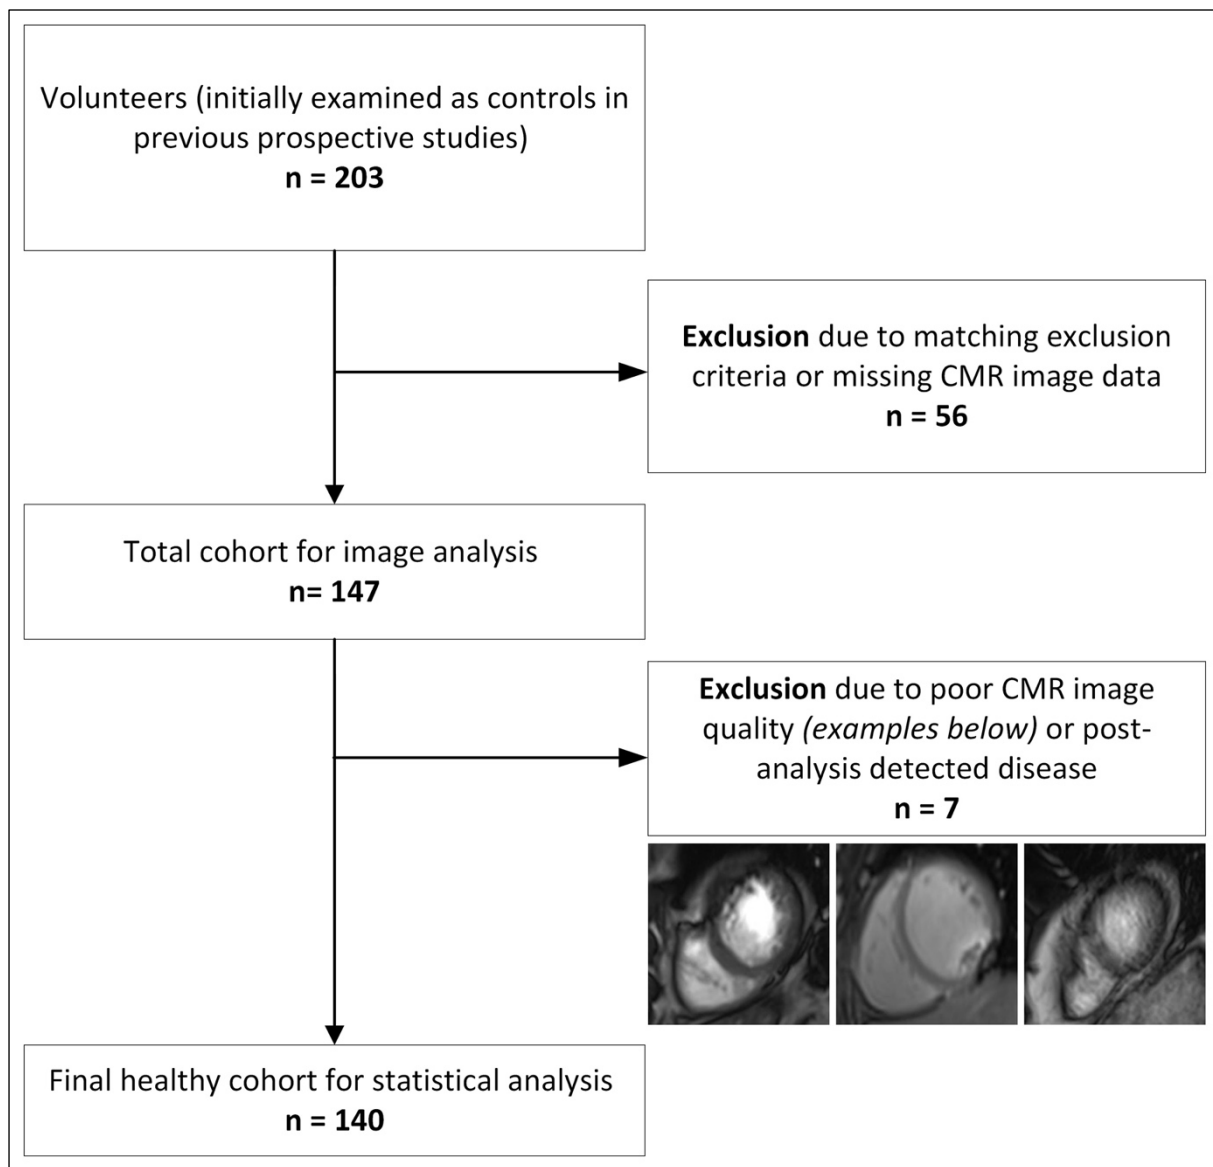 Volunteers (initially examined as controls in
previous prospective studies)
n = 203
Exclusion due to matching exclusion
criteria or missing CMR image data
n = 56
Total cohort for image analysis
n= 147
Exclusion due to poor CMR image
quality (examples below) or post-
analysis detected disease
n = 7
Final healthy cohort for statistical analysis
n = 140